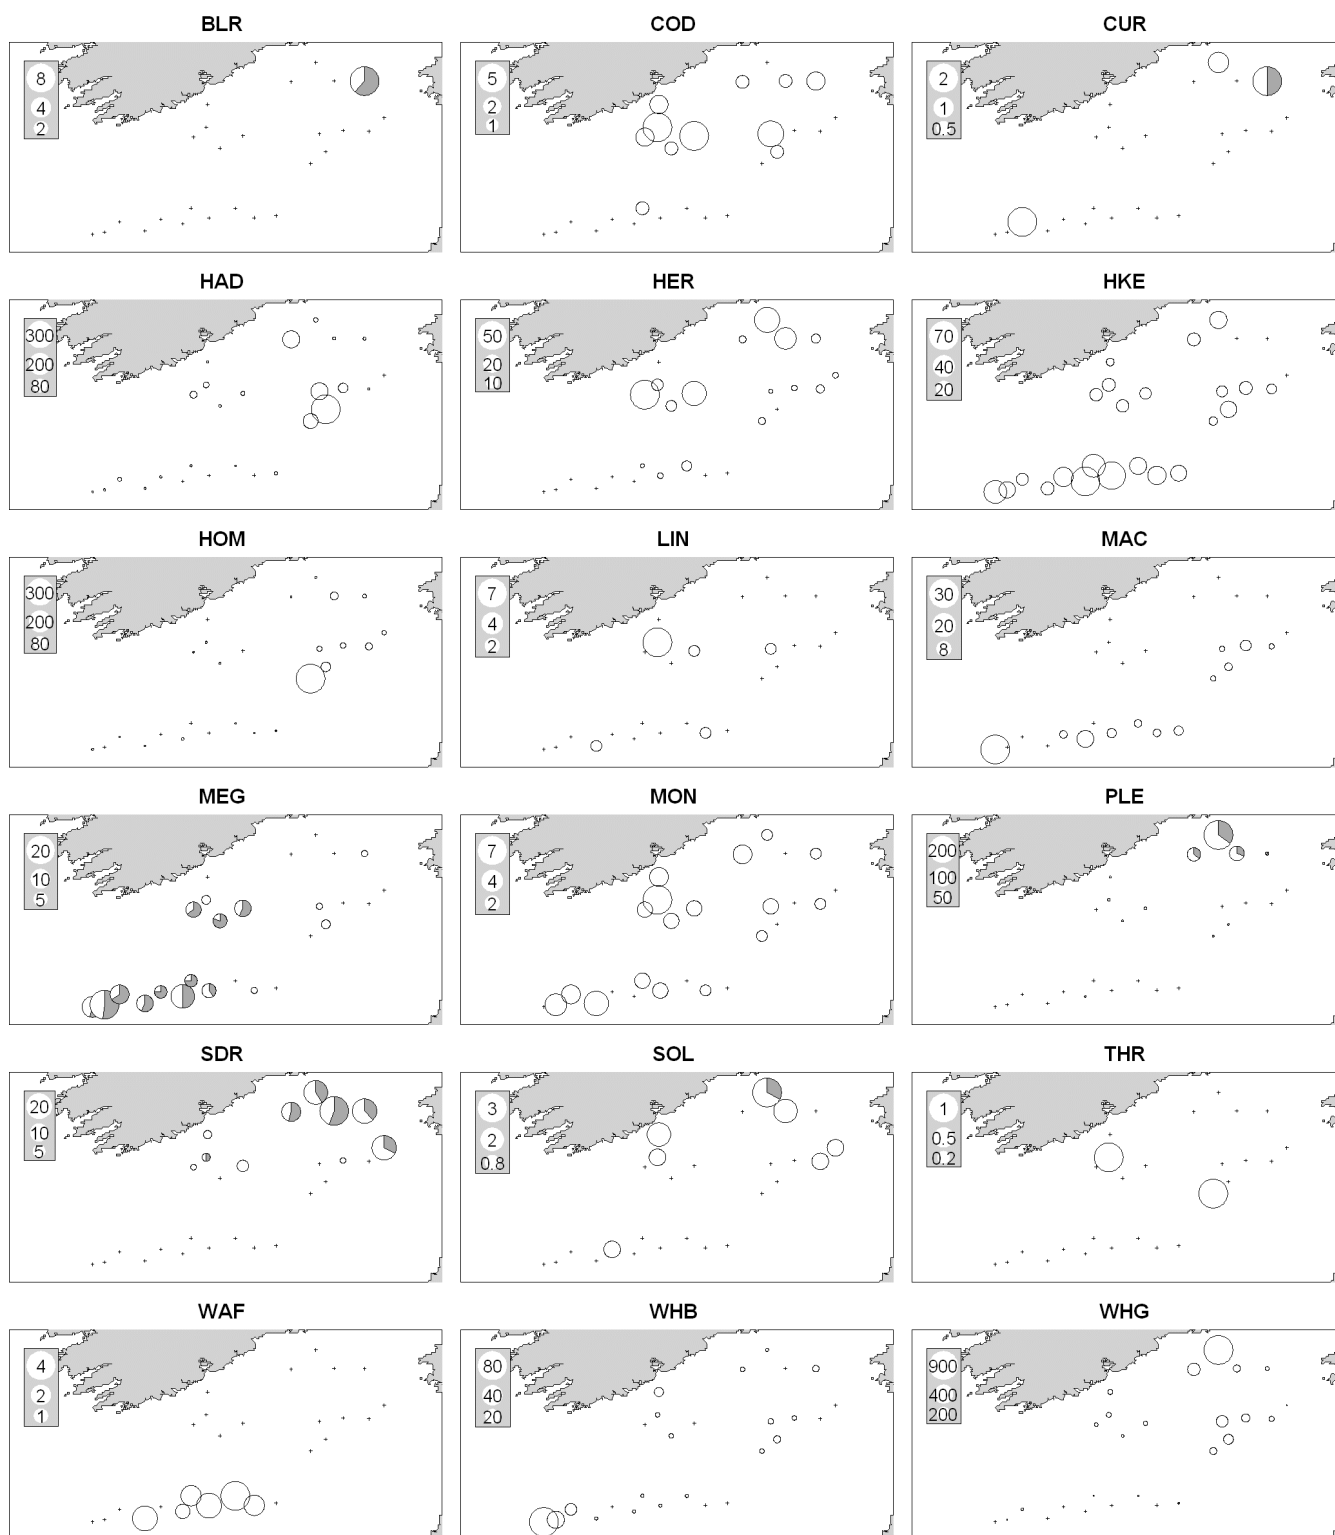 BLR COD CUR
8 5 2
4 2 1
2 1 0.5
HAD HER HKE
300 50 70
200 20 40
80 10 20
HOM LIN MAC
300 7 30
200 4 20
80 2 8
MEG MON PLE
20 7 200
10 4 100
5 2 50
SDR SOL THR
20 3 1
10 2 0.5
5 0.8 0.2
WAF WHB WHG
4 80 900
2 40 400
1 20 200